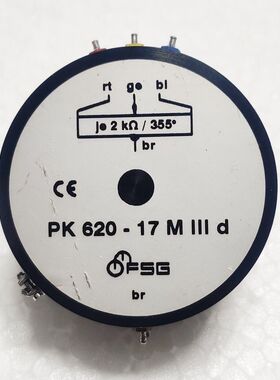 rt ge bl
je 2 kΩ / 355°
br
CE
PK 620 - 17 M III d
FSG
br